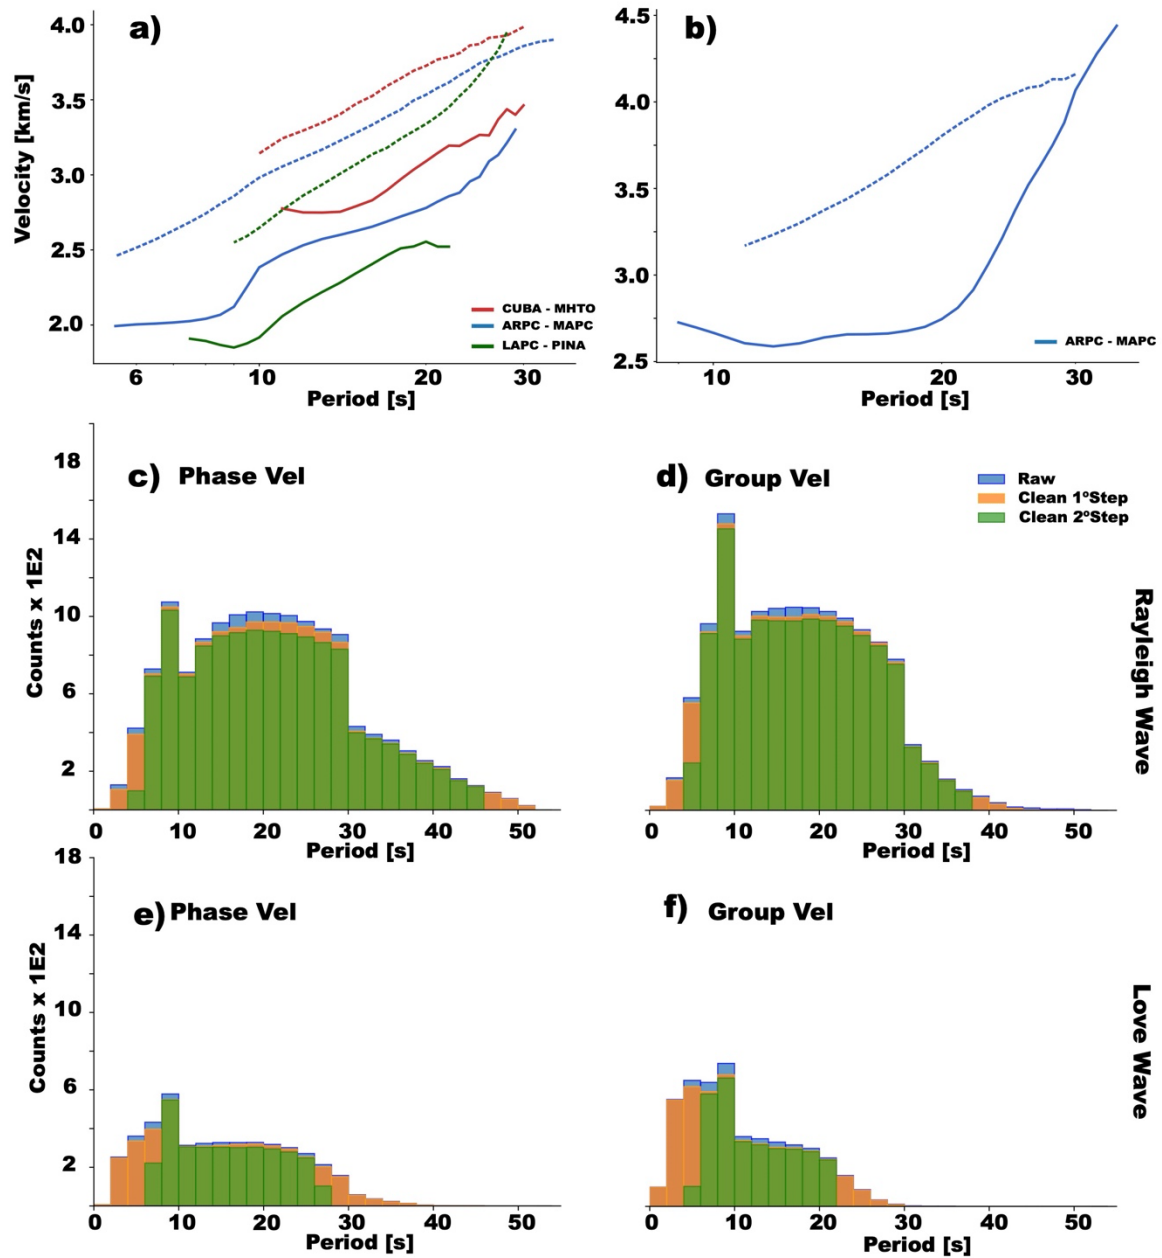 a)
Velocity [km/s]
4.0
3.5
3.0
2.5
2.0
CUBA - MHTO
ARPC - MAPC
LAPC - PINA
6 10 20 30
Period [s]
b)
4.5
4.0
3.5
3.0
2.5
ARPC - MAPC
10 20 30
Period [s]
c) Phase Vel
Counts x 1E2
18
14
10
6
2
0 10 20 30 40 50
Period [s]
d) Group Vel
Raw
Clean 1ºStep
Clean 2ºStep
0 10 20 30 40 50
Period [s]
Rayleigh Wave
e) Phase Vel
Counts x 1E2
18
14
10
6
2
0 10 20 30 40 50
Period [s]
f) Group Vel
0 10 20 30 40 50
Period [s]
Love Wave